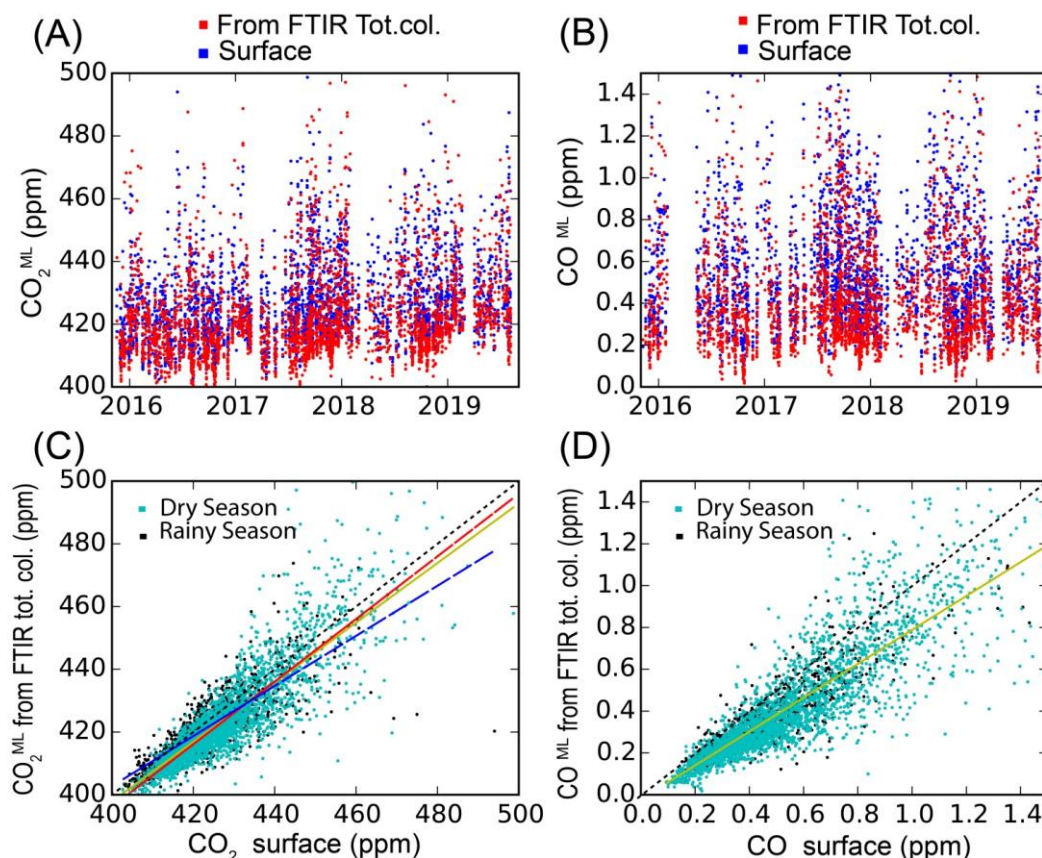 (A)
From FTIR Tot.col.
Surface
CO₂ᴹᴸ (ppm)
500
480
460
440
420
400
2016 2017 2018 2019
(B)
From FTIR Tot.col.
Surface
CO ᴹᴸ (ppm)
1.4
1.2
1.0
0.8
0.6
0.4
0.2
0.0
2016 2017 2018 2019
(C)
CO₂ᴹᴸ from FTIR tot. col. (ppm)
500
480
460
440
420
400
Dry Season
Rainy Season
400 420 440 460 480 500
CO₂ surface (ppm)
(D)
CO ᴹᴸ from FTIR tot. col. (ppm)
1.4
1.2
1.0
0.8
0.6
0.4
0.2
0.0
Dry Season
Rainy Season
0.0 0.2 0.4 0.6 0.8 1.0 1.2 1.4
CO surface (ppm)